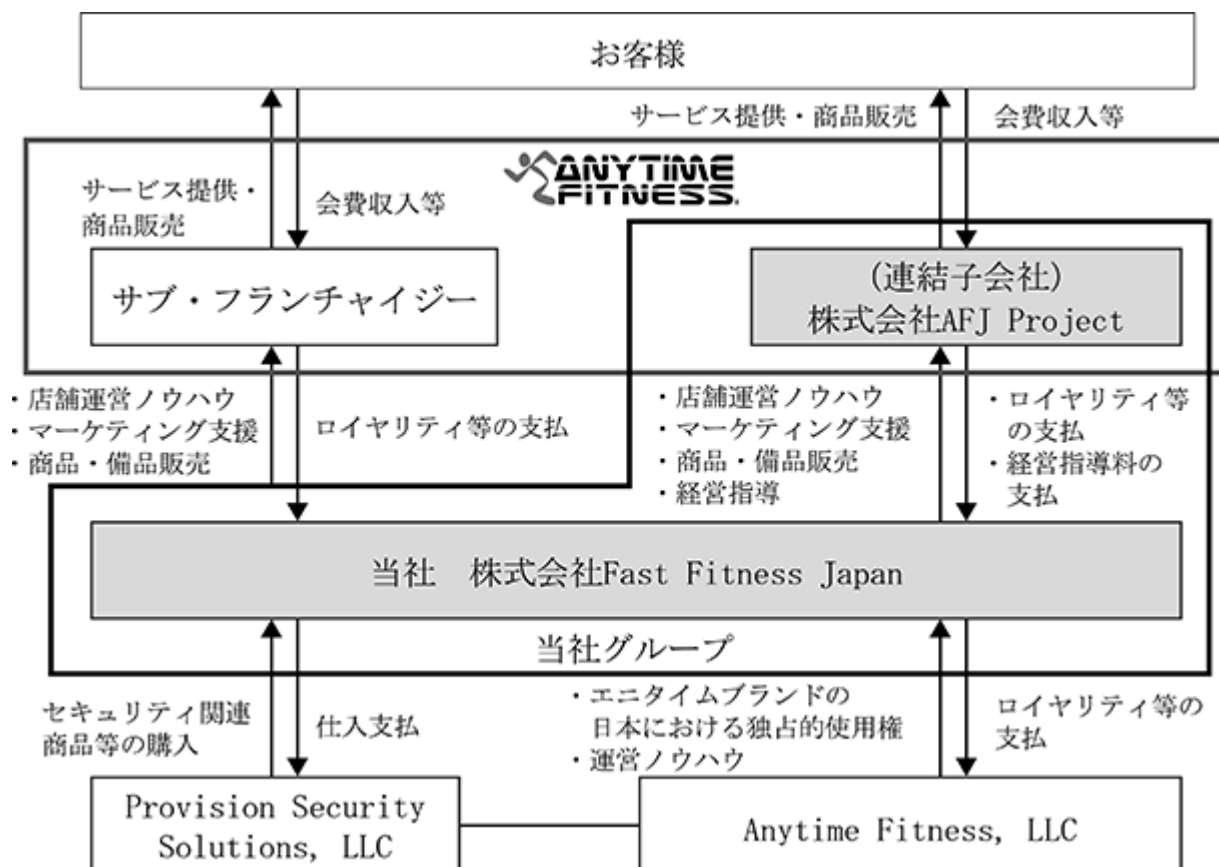 お客様
サービス提供・商品販売
会費収入等
ANYTIME
FITNESS.
サービス提供・
商品販売
会費収入等
サブ・フランチャイジー
(連結子会社)
株式会社AFJ Project
・店舗運営ノウハウ
・マーケティング支援
・商品・備品販売
ロイヤリティ等の支払
・店舗運営ノウハウ
・マーケティング支援
・商品・備品販売
・経営指導
・ロイヤリティ等
の支払
・経営指導料の
支払
当社 株式会社Fast Fitness Japan
当社グループ
セキュリティ関連
商品等の購入
仕入支払
・エニタイムブランドの
日本における独占的使用権
・運営ノウハウ
ロイヤリティ等の
支払
Provision Security
Solutions, LLC
Anytime Fitness, LLC